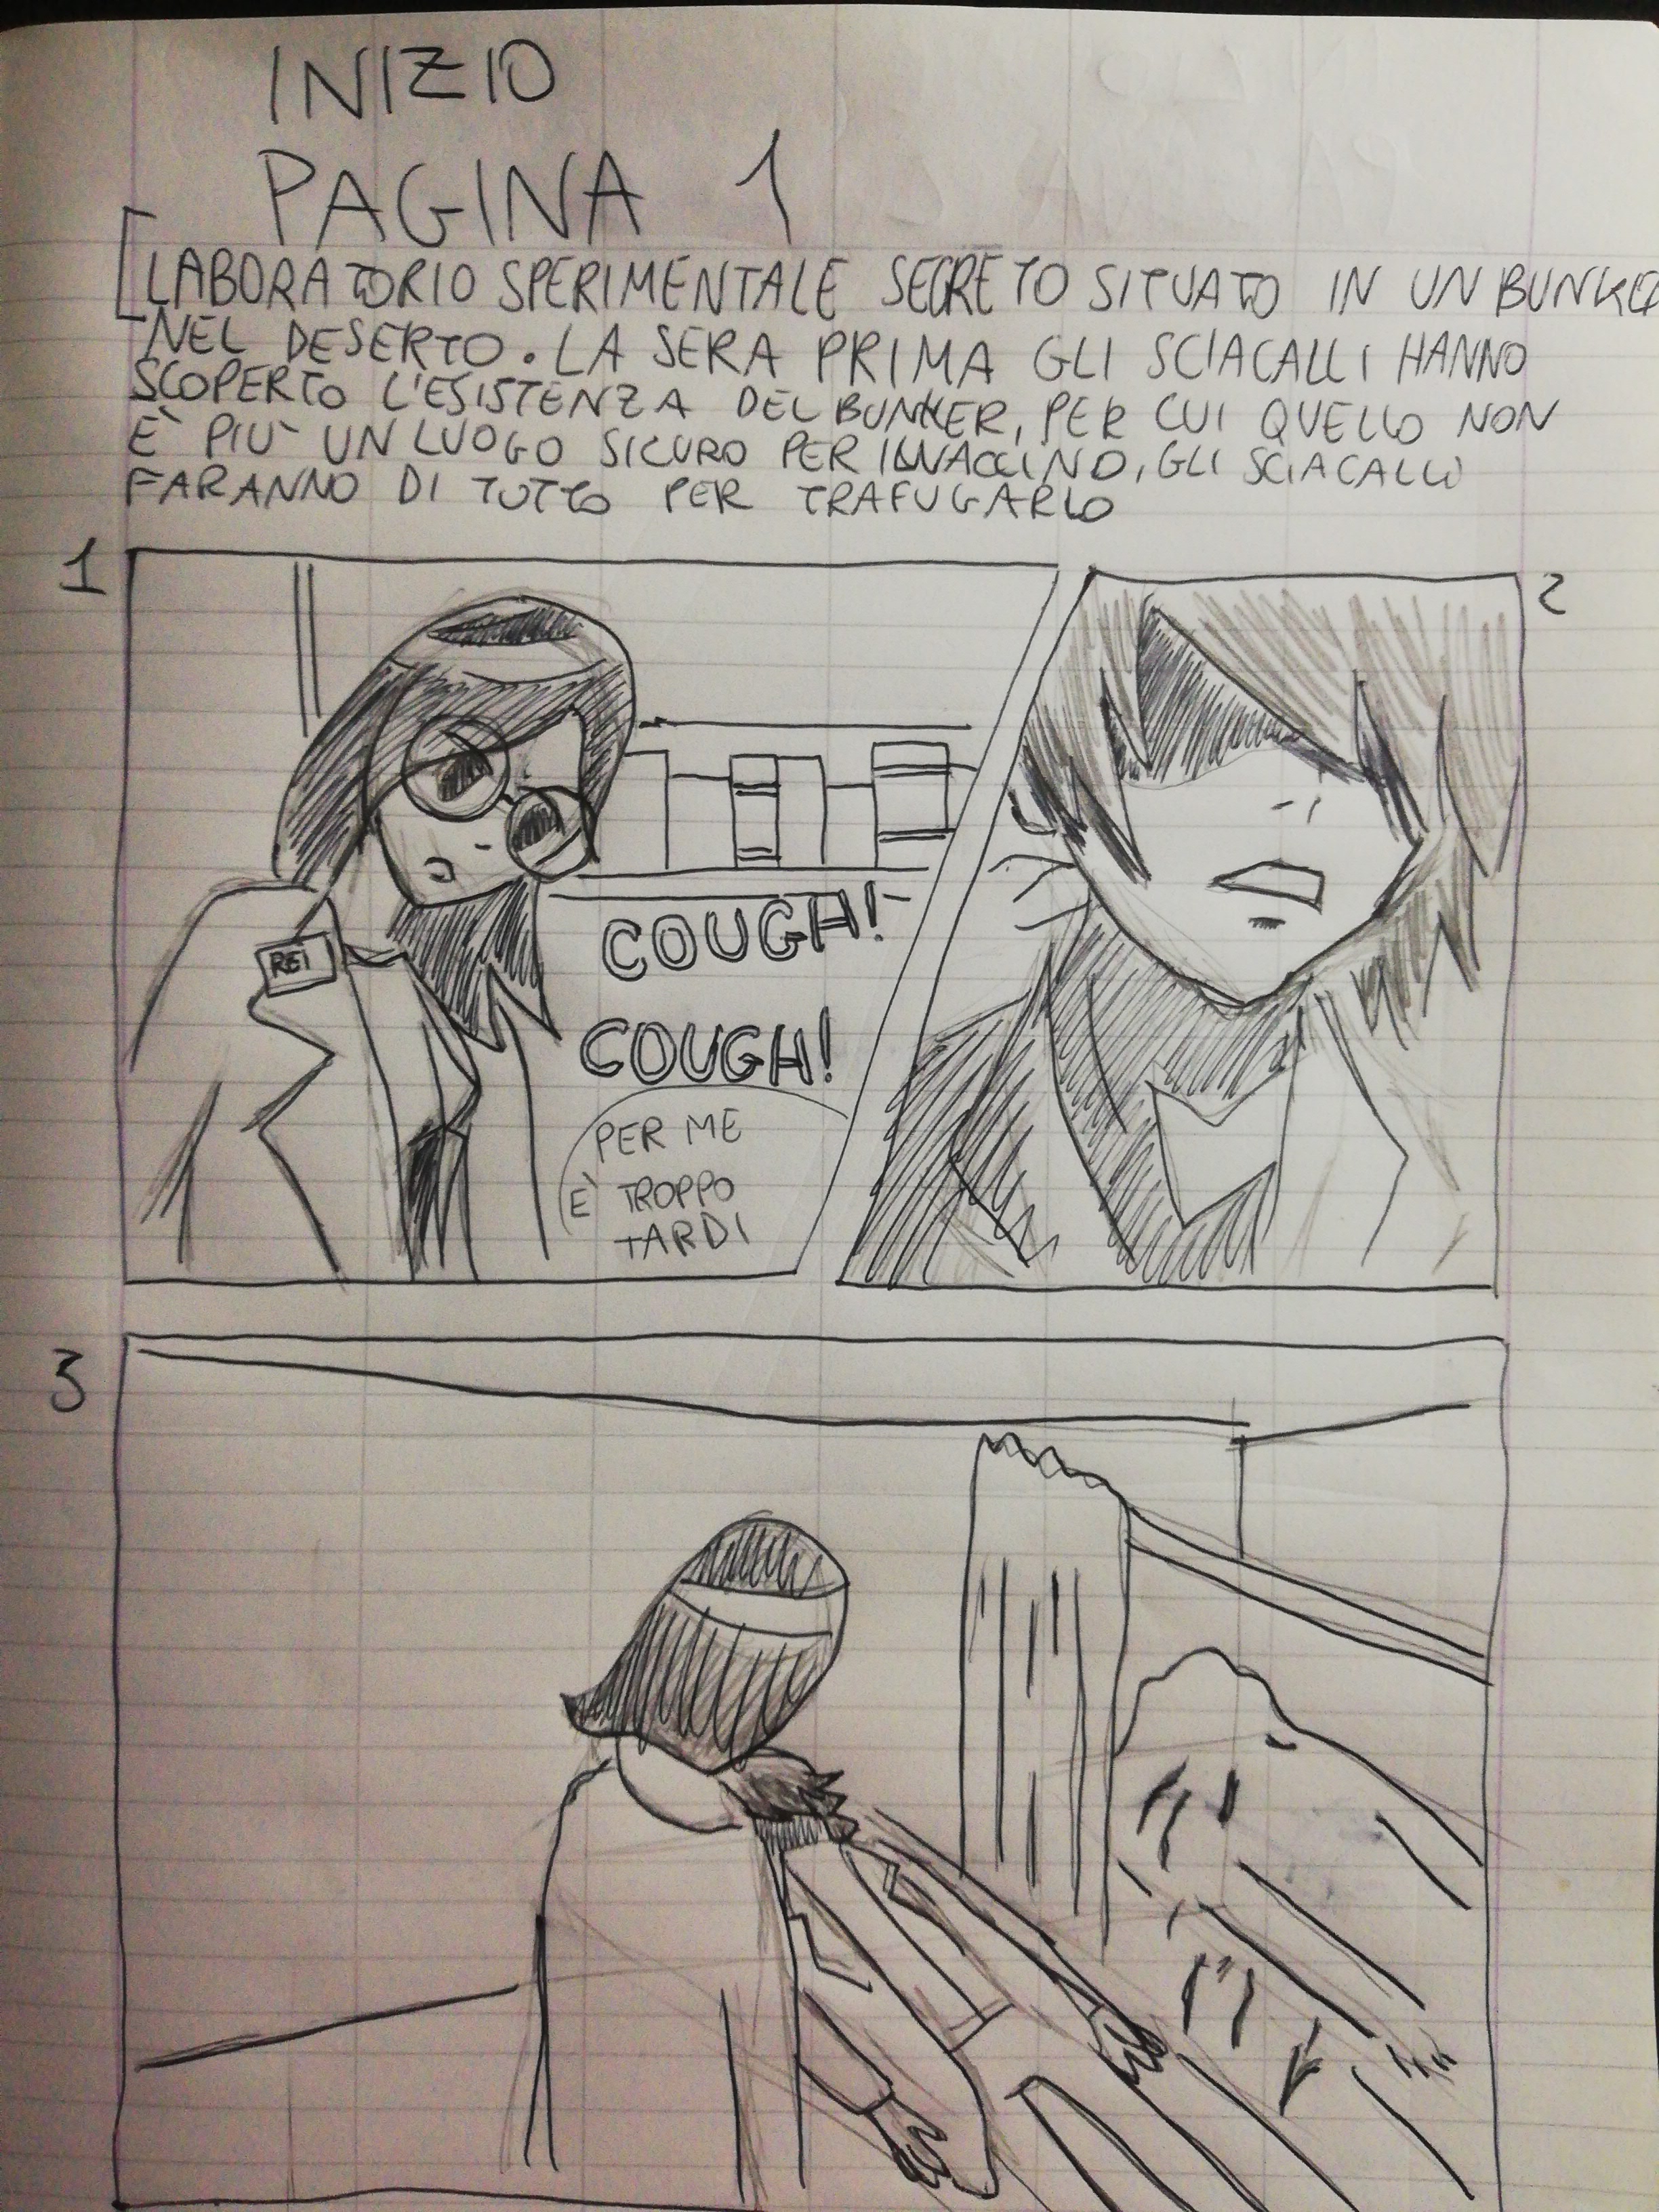 INIZIO
PAGINA 1
LABORATORIO SPERIMENTALE SEGRETO SITUATO IN UN BUNKER
NEL DESERTO. LA SERA PRIMA GLI SCIACALLI HANNO
SCOPERTO L'ESISTENZA DEL BUNKER, PER CUI QUELLO NON
È PIÙ UN LUOGO SICURO PER IL VACCINO, GLI SCIACALLI
FARANNO DI TUTTO PER TRAFUGARLO
1
2
REI
COUGH!
COUGH!
PER ME
È TROPPO
TARDI
3